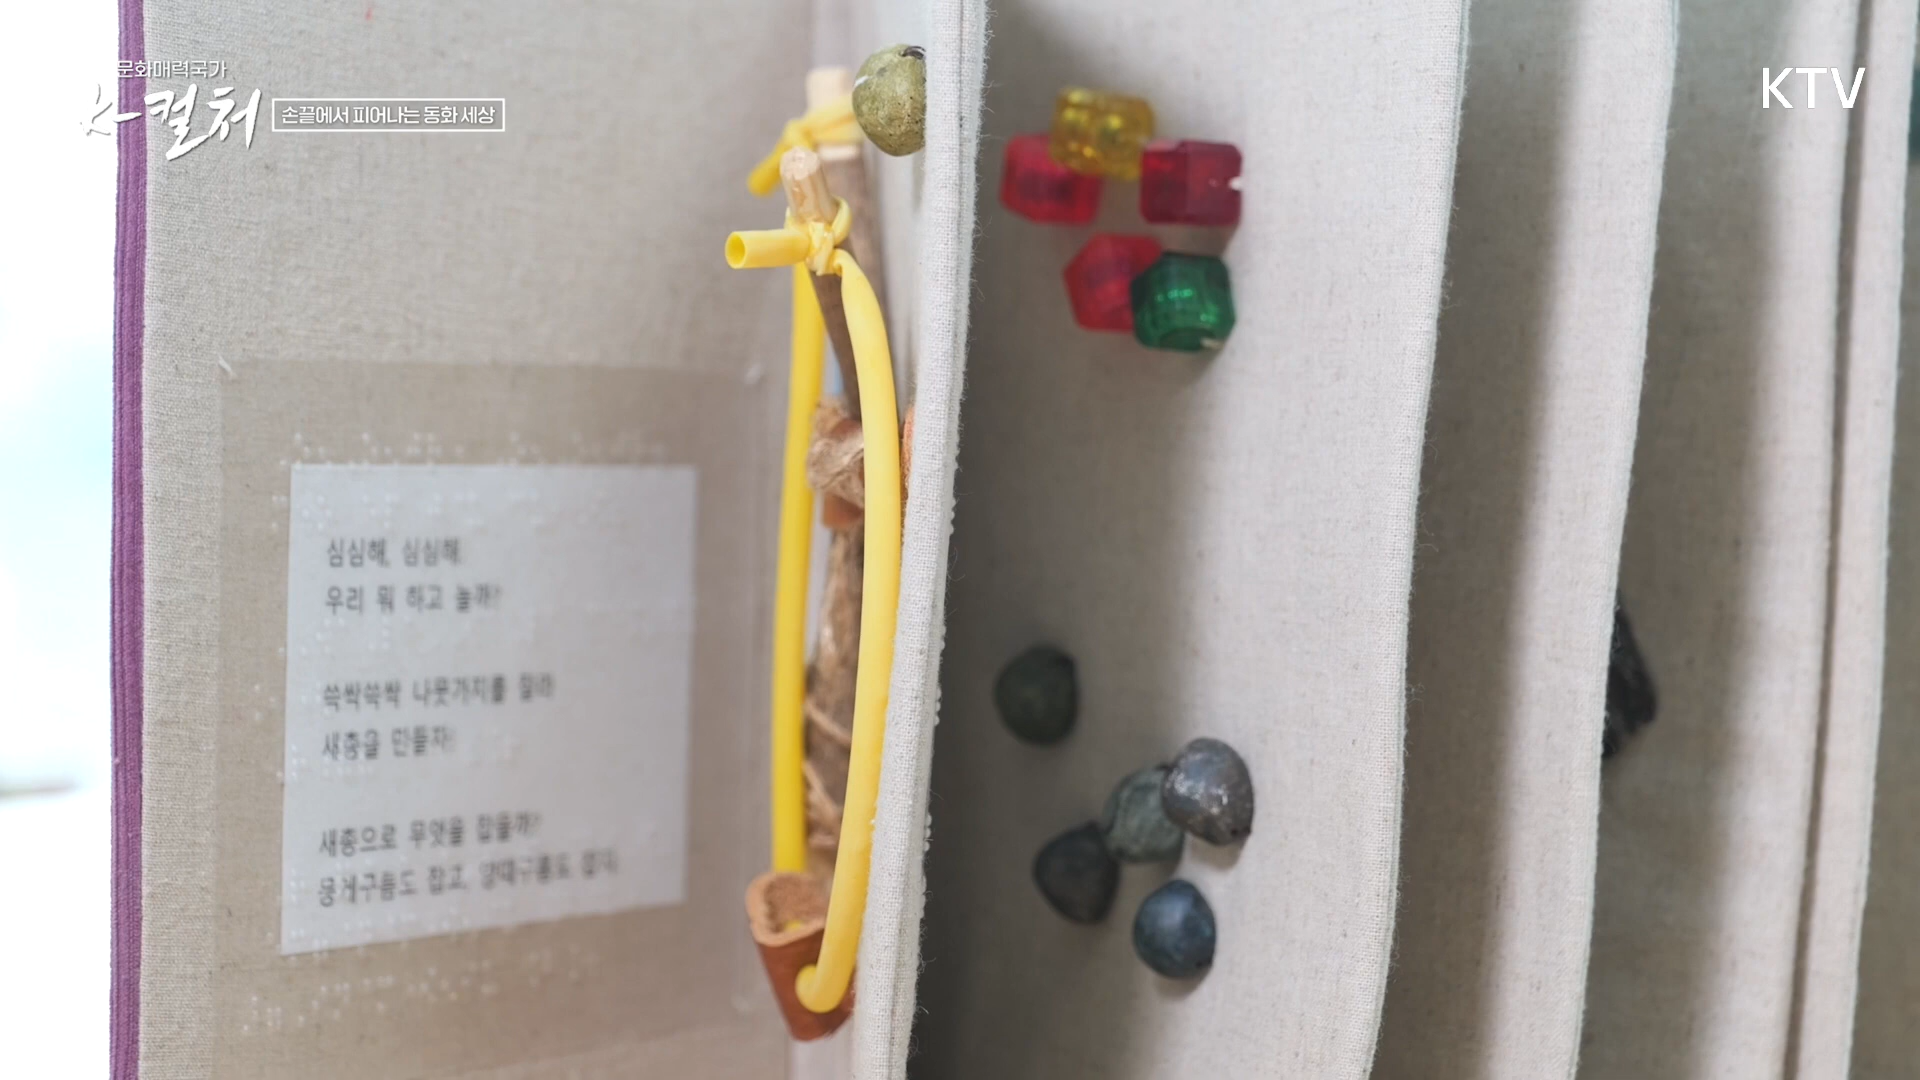 문화매력국가
K-컬처
손끝에서 피어나는 동화 세상
KTV
심심해, 심심해
우리 뭐 하고 놀까?
쓱싹쓱싹 나뭇가지를 잘라
새총을 만들자!
새총으로 무엇을 잡을까?
뭉게구름도 잡고, 양떼구름도 잡지